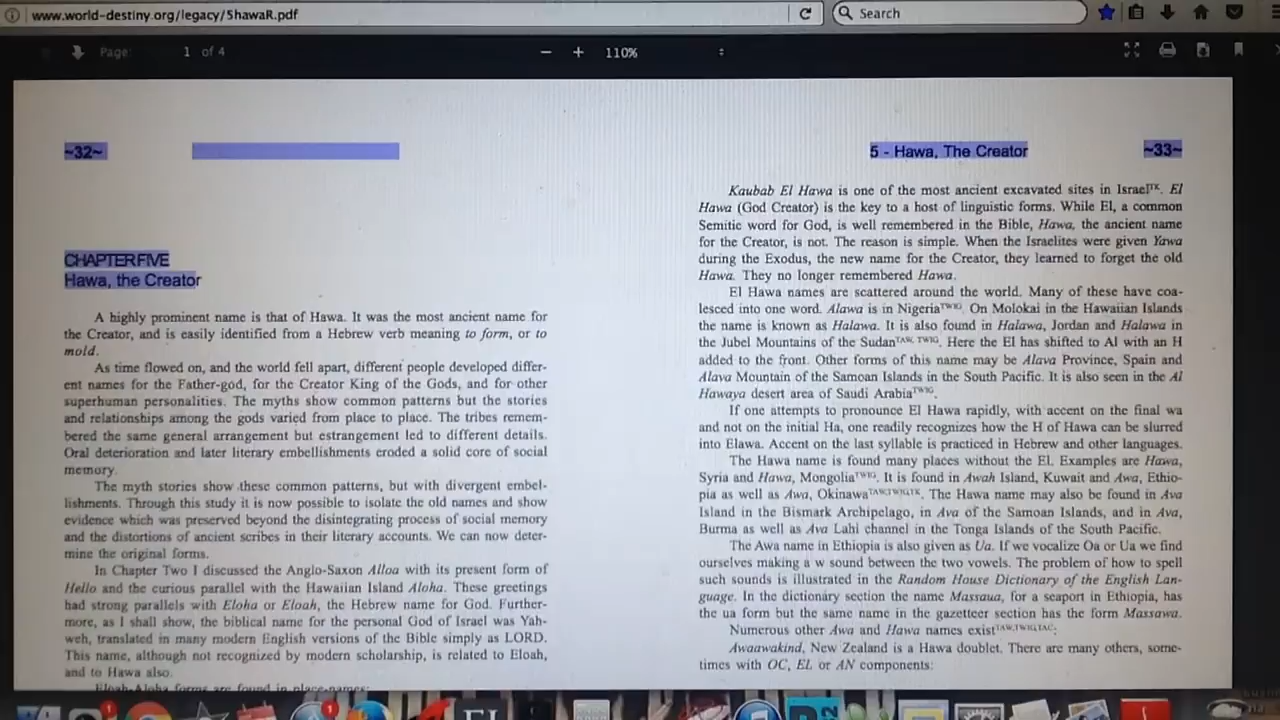 www.world-destiny.org/legacy/5hawaR.pdf
Search
Page:
1 of 4
110%
~32~
CHAPTER FIVE
Hawa, the Creator
A highly prominent name is that of Hawa. It was the most ancient name for
the Creator, and is easily identified from a Hebrew verb meaning to form, or to
mold.
As time flowed on, and the world fell apart, different people developed differ-
ent names for the Father-god, for the Creator King of the Gods, and for other
superhuman personalities. The myths show common patterns but the stories
and relationships among the gods varied from place to place. The tribes remem-
bered the same general arrangement but estrangement led to different details.
Oral deterioration and later literary embellishments eroded a solid core of social
memory.
The myth stories show these common patterns, but with divergent embel-
lishments. Through this study it is now possible to isolate the old names and show
evidence which was preserved beyond the disintegrating process of social memory
and the distortions of ancient scribes in their literary accounts. We can now deter-
mine the original forms.
In Chapter Two I discussed the Anglo-Saxon Alloa with its present form of
Hello and the curious parallel with the Hawaiian Island Aloha. These greetings
had strong parallels with Eloha or Eloah, the Hebrew name for God. Further-
more, as I shall show, the biblical name for the personal God of Israel was Yah-
weh, translated in many modern English versions of the Bible simply as LORD.
This name, although not recognized by modern scholarship, is related to Eloah,
and to Hawa also.
Eloah-Aloha forms are found in place-names:
5 - Hawa, The Creator
~33~
Kaubab El Hawa is one of the most ancient excavated sites in Israel™. El
Hawa (God Creator) is the key to a host of linguistic forms. While El, a common
Semitic word for God, is well remembered in the Bible, Hawa, the ancient name
for the Creator, is not. The reason is simple. When the Israelites were given Yawa
during the Exodus, the new name for the Creator, they learned to forget the old
Hawa. They no longer remembered Hawa.
El Hawa names are scattered around the world. Many of these have coa-
lesced into one word. Alawa is in Nigeria TWIG. On Molokai in the Hawaiian Islands
the name is known as Halawa. It is also found in Halawa, Jordan and Halawa in
the Jubel Mountains of the Sudan TAW, TWIG. Here the El has shifted to Al with an H
added to the front. Other forms of this name may be Alava Province, Spain and
Alava Mountain of the Samoan Islands in the South Pacific. It is also seen in the Al
Hawaya desert area of Saudi Arabia TWIG.
If one attempts to pronounce El Hawa rapidly, with accent on the final wa
and not on the initial Ha, one readily recognizes how the H of Hawa can be slurred
into Elawa. Accent on the last syllable is practiced in Hebrew and other languages.
The Hawa name is found many places without the El. Examples are Hawa,
Syria and Hawa, Mongolia TWIG. It is found in Awah Island, Kuwait and Awa, Ethio-
pia as well as Awa, Okinawa. The Hawa name may also be found in Ava
Island in the Bismark Archipelago, in Ava of the Samoan Islands, and in Ava,
Burma as well as Ava Lahi channel in the Tonga Islands of the South Pacific.
The Awa name in Ethiopia is also given as Ua. If we vocalize Oa or Ua we find
ourselves making a w sound between the two vowels. The problem of how to spell
such sounds is illustrated in the Random House Dictionary of the English Lan-
guage. In the dictionary section the name Massaua, for a seaport in Ethiopia, has
the ua form but the same name in the gazetteer section has the form Massawa.
Numerous other Awa and Hawa names exist
Awaawakind, New Zealand is a Hawa doublet. There are many others, some-
times with OC, EL or AN components: